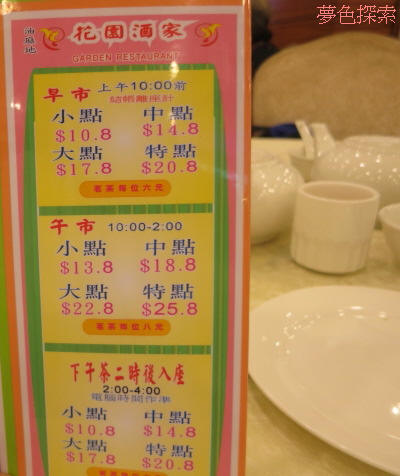 夢色探索
油麻地
花園酒家
GARDEN RESTAURANT
早市 上午10:00前
結帳離座計
小點 中點
$10.8 $14.8
大點 特點
$17.8 $20.8
茗茶每位六元
午市 10:00-2:00
小點 中點
$13.8 $18.8
大點 特點
$22.8 $25.8
茗茶每位八元
下午茶二時後入座
2:00-4:00
電腦時間作準
小點 中點
$10.8 $14.8
大點 特點
$17.8 $20.8